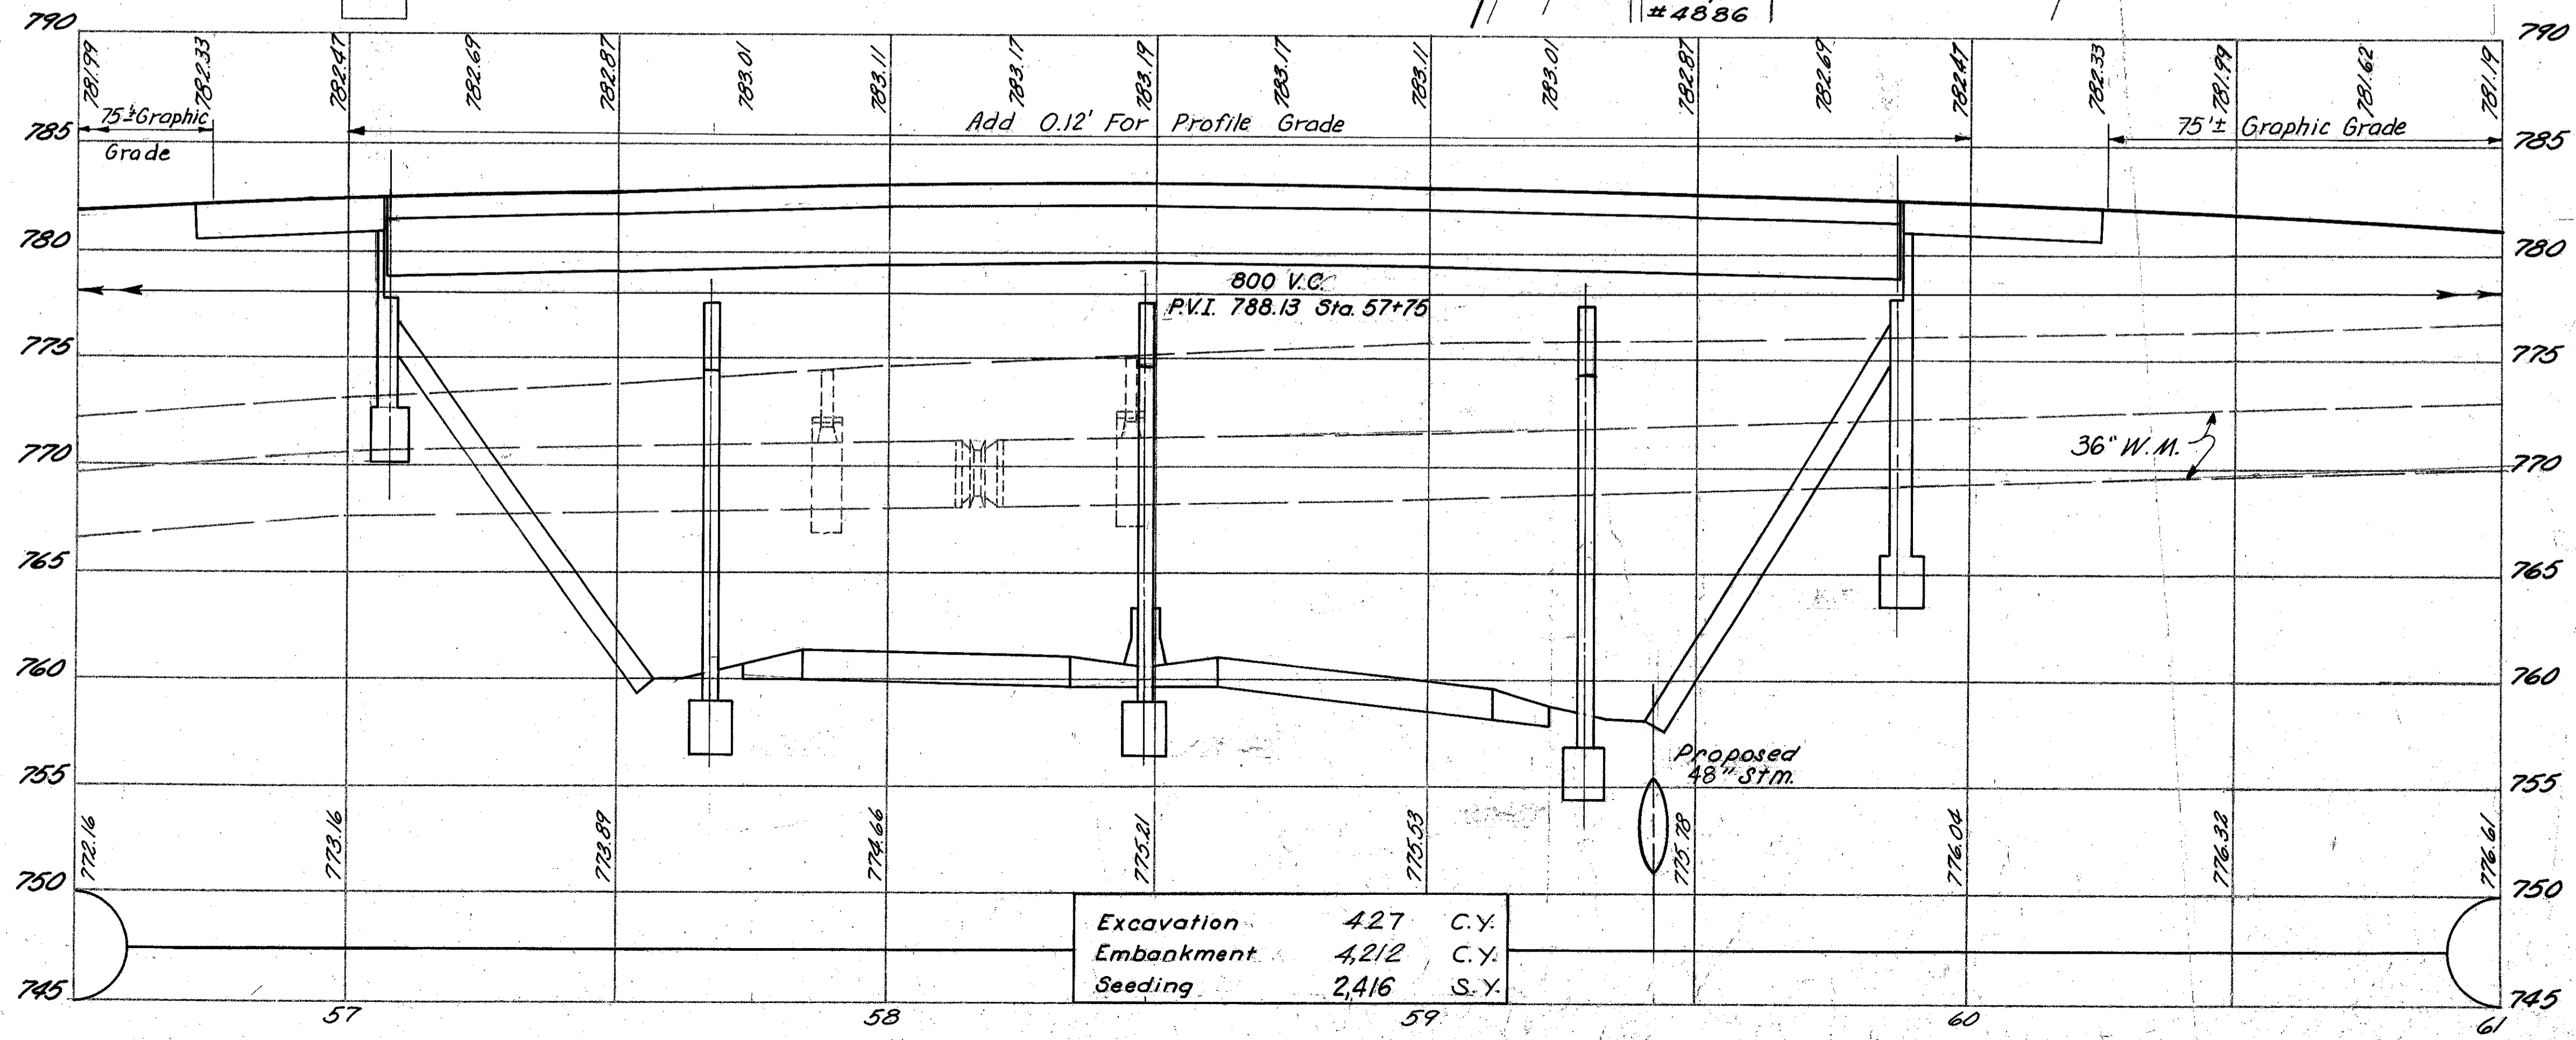 #4886
790 790
781.99 782.33 782.47 782.69 782.87 783.01 783.11 783.17 783.19 783.17 783.11 783.01 782.87 782.69 782.47 782.33 781.99 781.62 781.19
75'± Graphic
Grade
Add 0.12' For Profile Grade
75'± Graphic Grade
785 785
780 780
800 V.C.
P.V.I. 788.13 Sta. 57+75
775 775
36" W.M.
770 770
765 765
760 760
Proposed
48" Stm.
755 755
772.16 773.16 773.89 774.66 775.21 775.53 775.78 776.04 776.32 776.61
750 750
Excavation 427 C.Y.
Embankment 4,212 C.Y.
Seeding 2,416 S.Y.
745 745
57 58 59 60 61